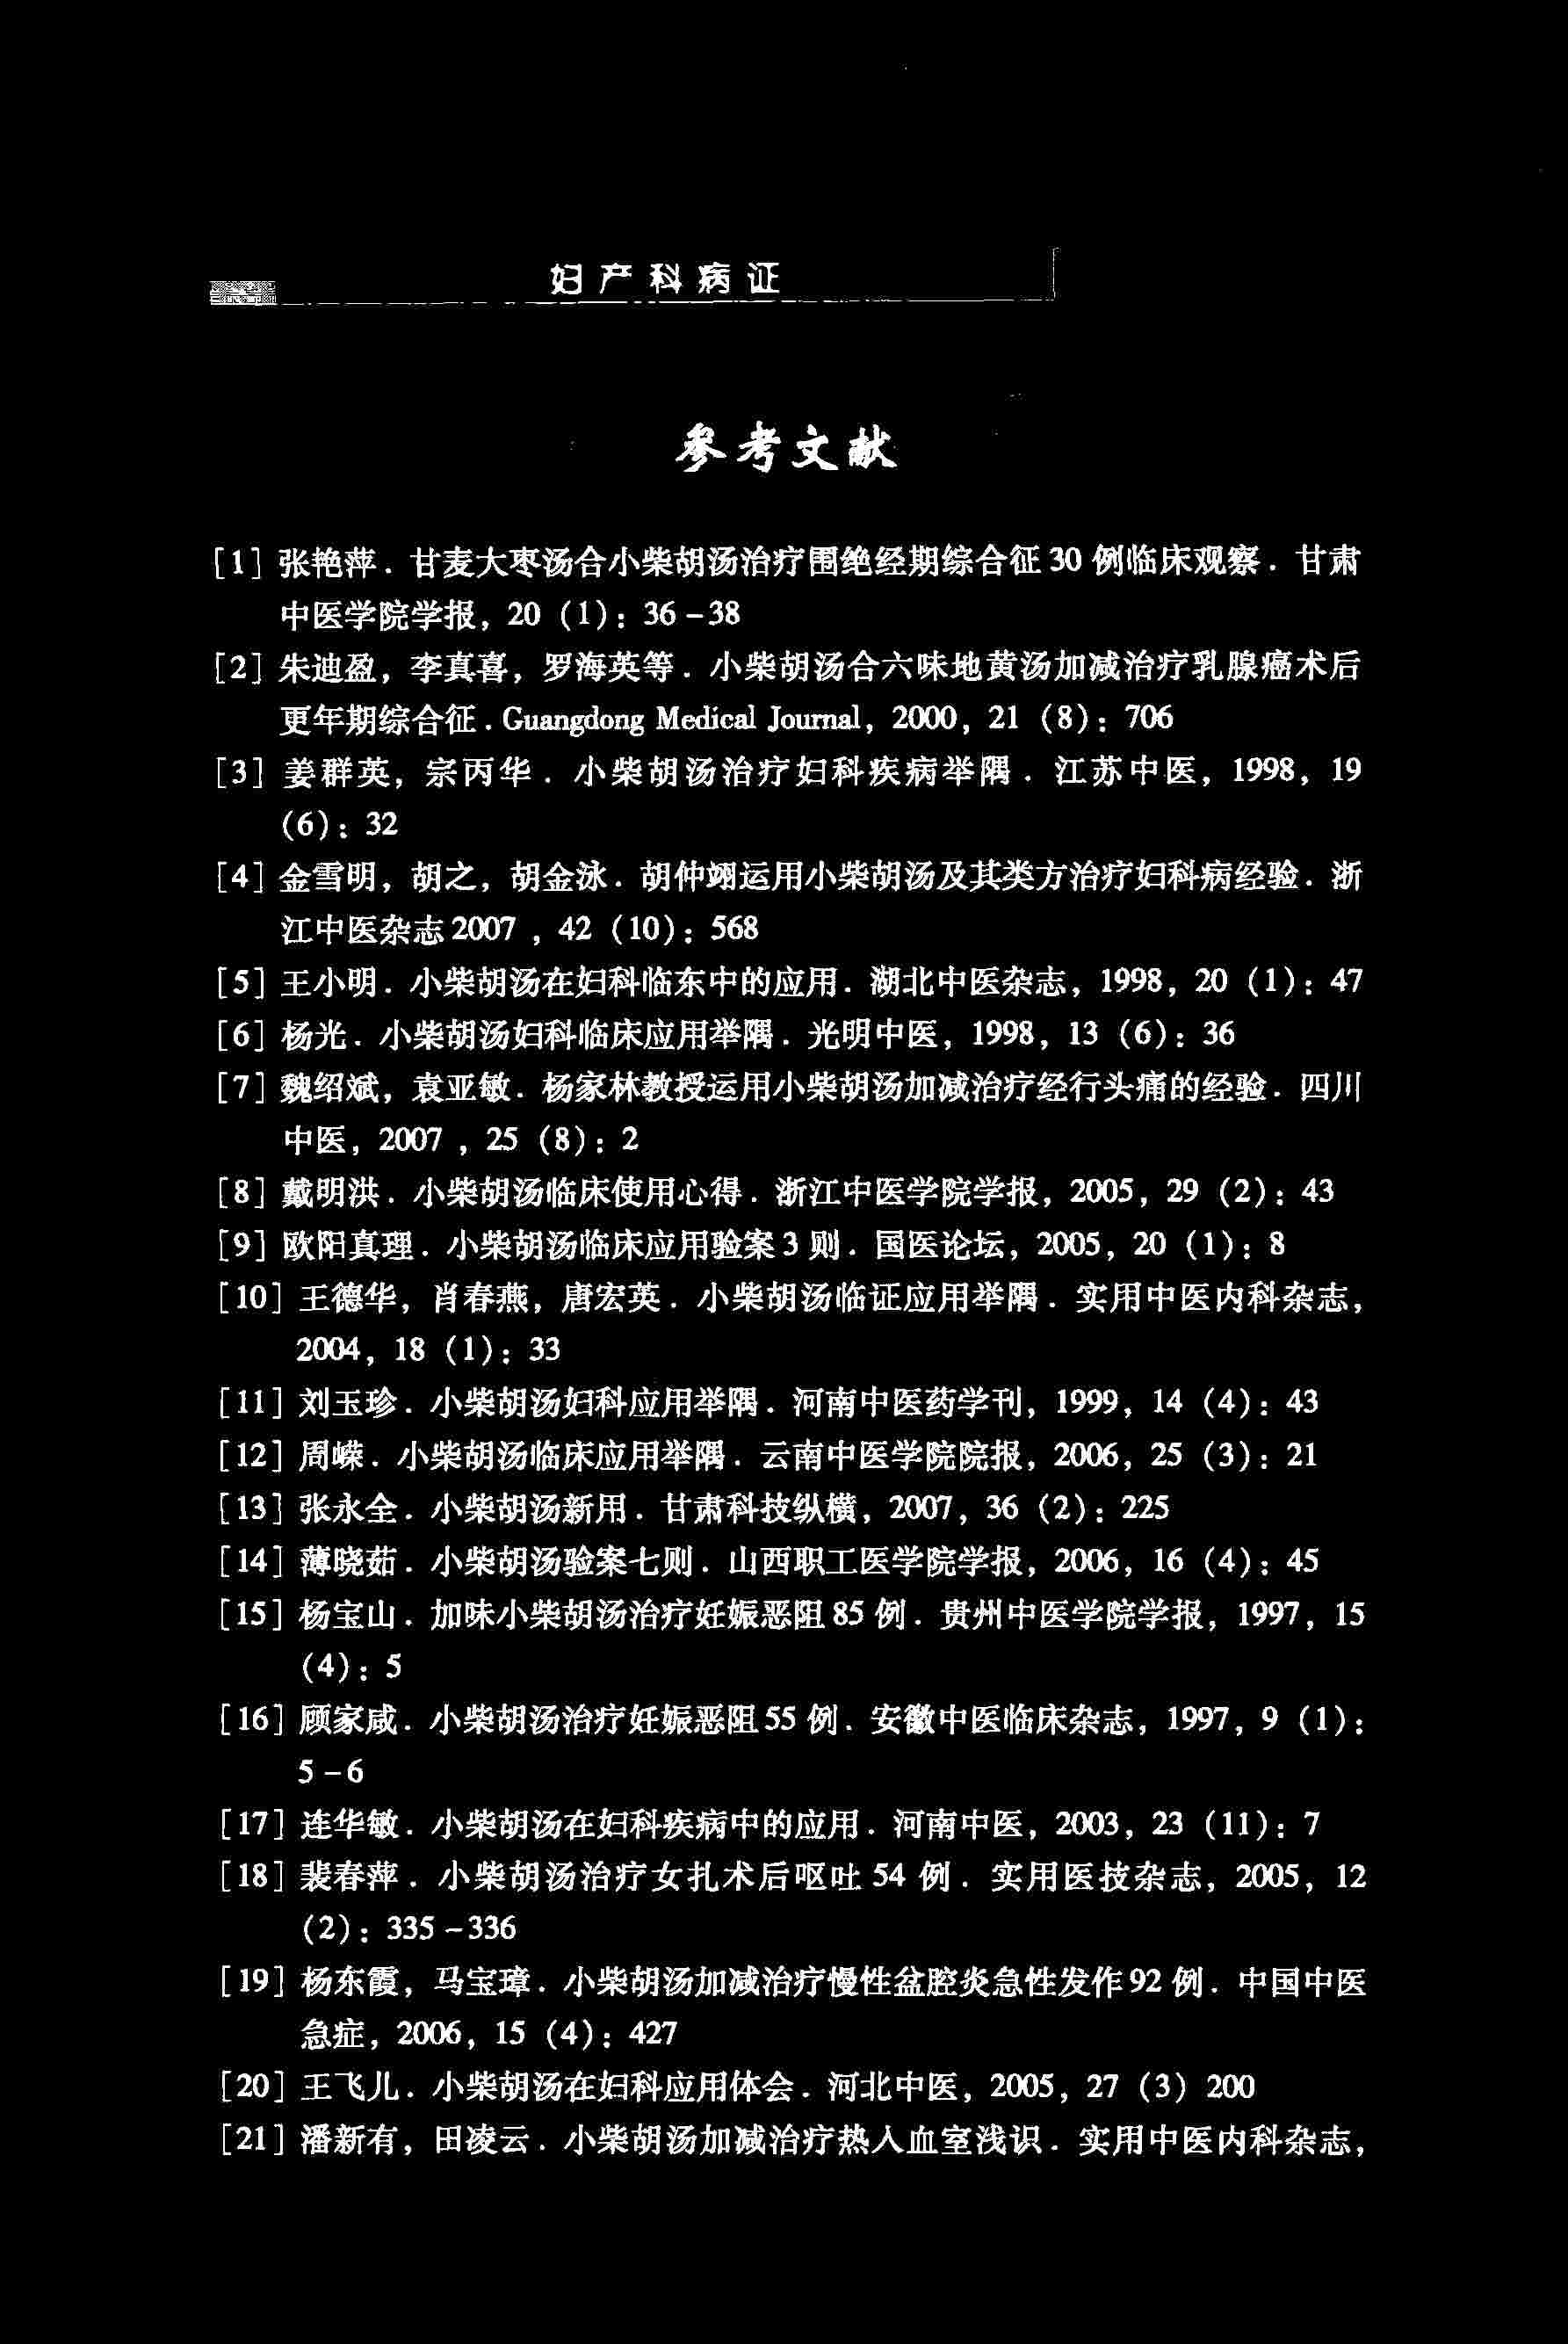 妇产科病证
参考文献
[1] 张艳萍. 甘麦大枣汤合小柴胡汤治疗围绝经期综合征 30 例临床观察. 甘肃
中医学院学报, 20 (1): 36-38
[2] 朱迪盈, 李真喜, 罗海英等. 小柴胡汤合六味地黄汤加减治疗乳腺癌术后
更年期综合征. Guangdong Medical Journal, 2000, 21 (8): 706
[3] 姜群英, 宗丙华. 小柴胡汤治疗妇科疾病举隅. 江苏中医, 1998, 19
(6): 32
[4] 金雪明, 胡之, 胡金泳. 胡仲翊运用小柴胡汤及其类方治疗妇科病经验. 浙
江中医杂志 2007, 42 (10): 568
[5] 王小明. 小柴胡汤在妇科临东中的应用. 湖北中医杂志, 1998, 20 (1): 47
[6] 杨光. 小柴胡汤妇科临床应用举隅. 光明中医, 1998, 13 (6): 36
[7] 魏绍斌, 袁亚敏. 杨家林教授运用小柴胡汤加减治疗经行头痛的经验. 四川
中医, 2007, 25 (8): 2
[8] 戴明洪. 小柴胡汤临床使用心得. 浙江中医学院学报, 2005, 29 (2): 43
[9] 欧阳真理. 小柴胡汤临床应用验案 3 则. 国医论坛, 2005, 20 (1): 8
[10] 王德华, 肖春燕, 唐宏英. 小柴胡汤临证应用举隅. 实用中医内科杂志,
2004, 18 (1): 33
[11] 刘玉珍. 小柴胡汤妇科应用举隅. 河南中医药学刊, 1999, 14 (4): 43
[12] 周嵘. 小柴胡汤临床应用举隅. 云南中医学院院报, 2006, 25 (3): 21
[13] 张永全. 小柴胡汤新用. 甘肃科技纵横, 2007, 36 (2): 225
[14] 薄晓茹. 小柴胡汤验案七则. 山西职工医学院学报, 2006, 16 (4): 45
[15] 杨宝山. 加味小柴胡汤治疗妊娠恶阻 85 例. 贵州中医学院学报, 1997, 15
(4): 5
[16] 顾家咸. 小柴胡汤治疗妊娠恶阻 55 例. 安徽中医临床杂志, 1997, 9 (1):
5-6
[17] 连华敏. 小柴胡汤在妇科疾病中的应用. 河南中医, 2003, 23 (11): 7
[18] 裴春萍. 小柴胡汤治疗女扎术后呕吐 54 例. 实用医技杂志, 2005, 12
(2): 335-336
[19] 杨东霞, 马宝璋. 小柴胡汤加减治疗慢性盆腔炎急性发作 92 例. 中国中医
急症, 2006, 15 (4): 427
[20] 王飞儿. 小柴胡汤在妇科应用体会. 河北中医, 2005, 27 (3) 200
[21] 潘新有, 田凌云. 小柴胡汤加减治疗热入血室浅识. 实用中医内科杂志,